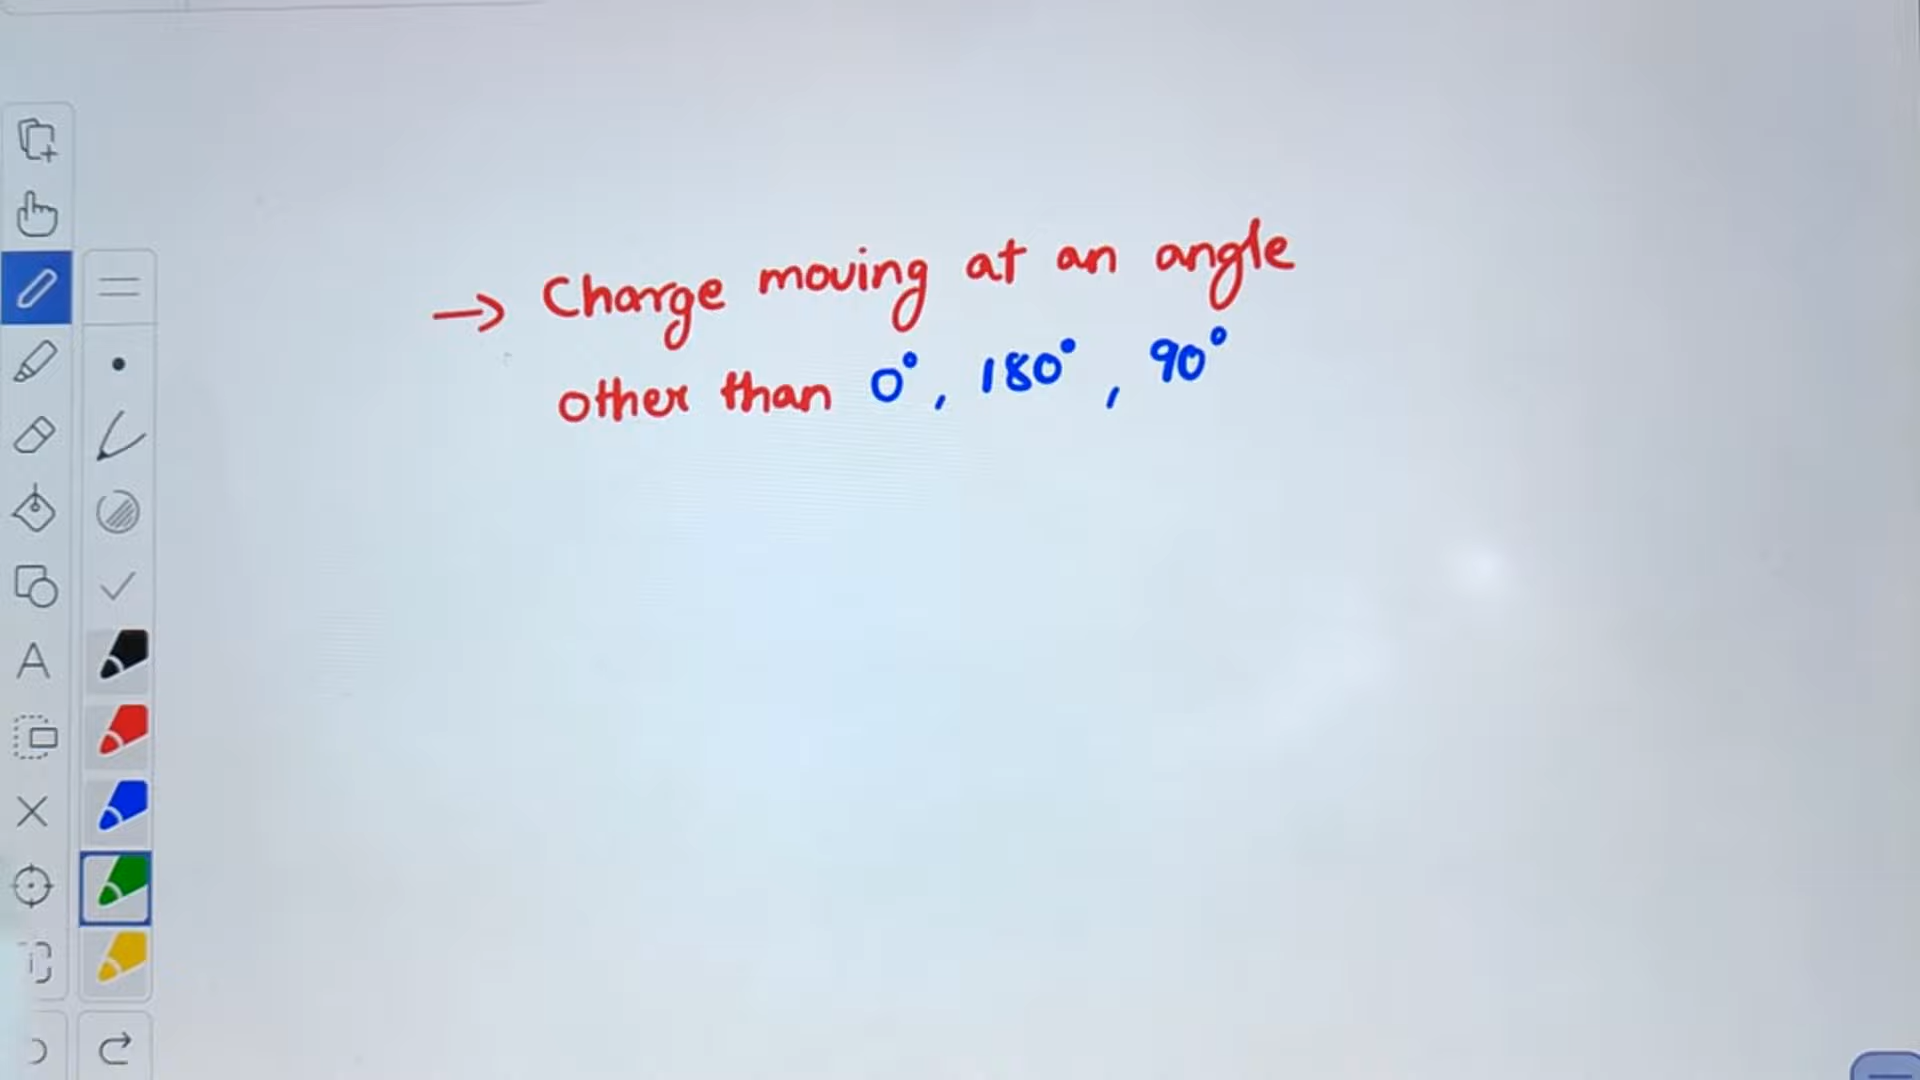 → Charge moving at an angle
other than 0°, 180°, 90°